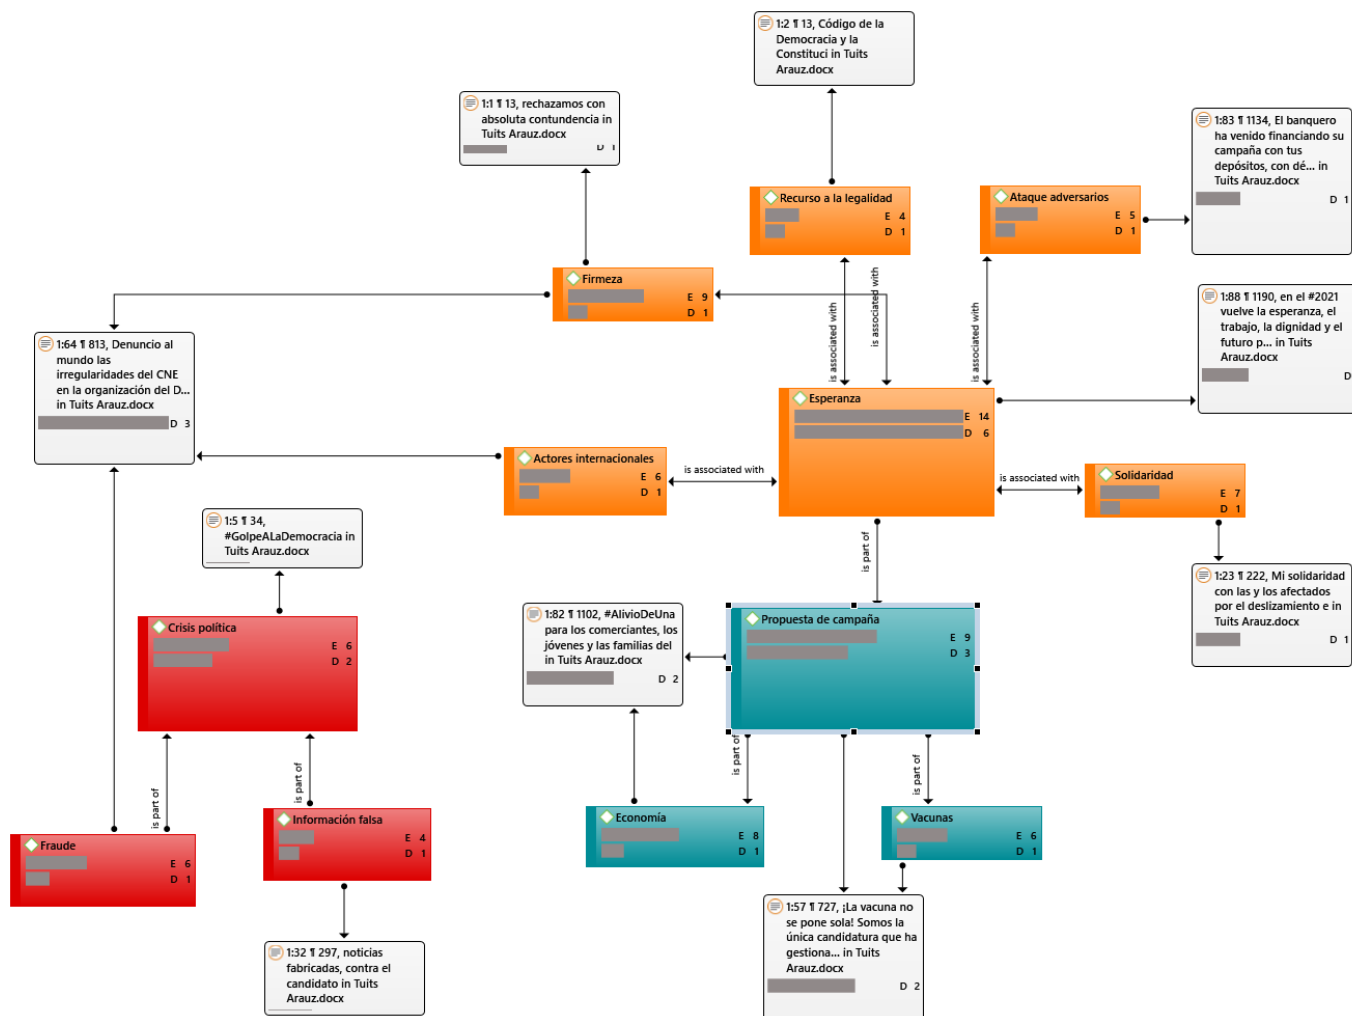 1:2 ¶ 13, Código de la
Democracia y la
Constituci in Tuits
Arauz.docx
1:1 ¶ 13, rechazamos con
absoluta contundencia in
Tuits Arauz.docx
D 1
1:83 ¶ 1134, El banquero
ha venido financiando su
campaña con tus
depósitos, con dé... in
Tuits Arauz.docx
D 1
Recurso a la legalidad
E 4
D 1
Ataque adversarios
E 5
D 1
Firmeza
E 9
D 1
is associated with
is associated with
1:88 ¶ 1190, en el #2021
vuelve la esperanza, el
trabajo, la dignidad y el
futuro p... in Tuits
Arauz.docx
D
1:64 ¶ 813, Denuncio al
mundo las
irregularidades del CNE
en la organización del D...
in Tuits Arauz.docx
D 3
Esperanza
E 14
D 6
Actores internacionales
E 6
D 1
is associated with
is associated with
Solidaridad
E 7
D 1
1:5 ¶ 34,
#GolpeALaDemocracia in
Tuits Arauz.docx
is part of
1:23 ¶ 222, Mi solidaridad
con las y los afectados
por el deslizamiento e in
Tuits Arauz.docx
D 1
Crisis política
E 6
D 2
1:82 ¶ 1102, #AlivioDeUna
para los comerciantes, los
jóvenes y las familias del
in Tuits Arauz.docx
D 2
Propuesta de campaña
E 9
D 3
is part of
is part of
is part of
is part of
Fraude
E 6
D 1
Información falsa
E 4
D 1
Economía
E 8
D 1
Vacunas
E 6
D 1
1:32 ¶ 297, noticias
fabricadas, contra el
candidato in Tuits
Arauz.docx
1:57 ¶ 727, ¡La vacuna no
se pone sola! Somos la
única candidatura que ha
gestiona... in Tuits
Arauz.docx
D 2